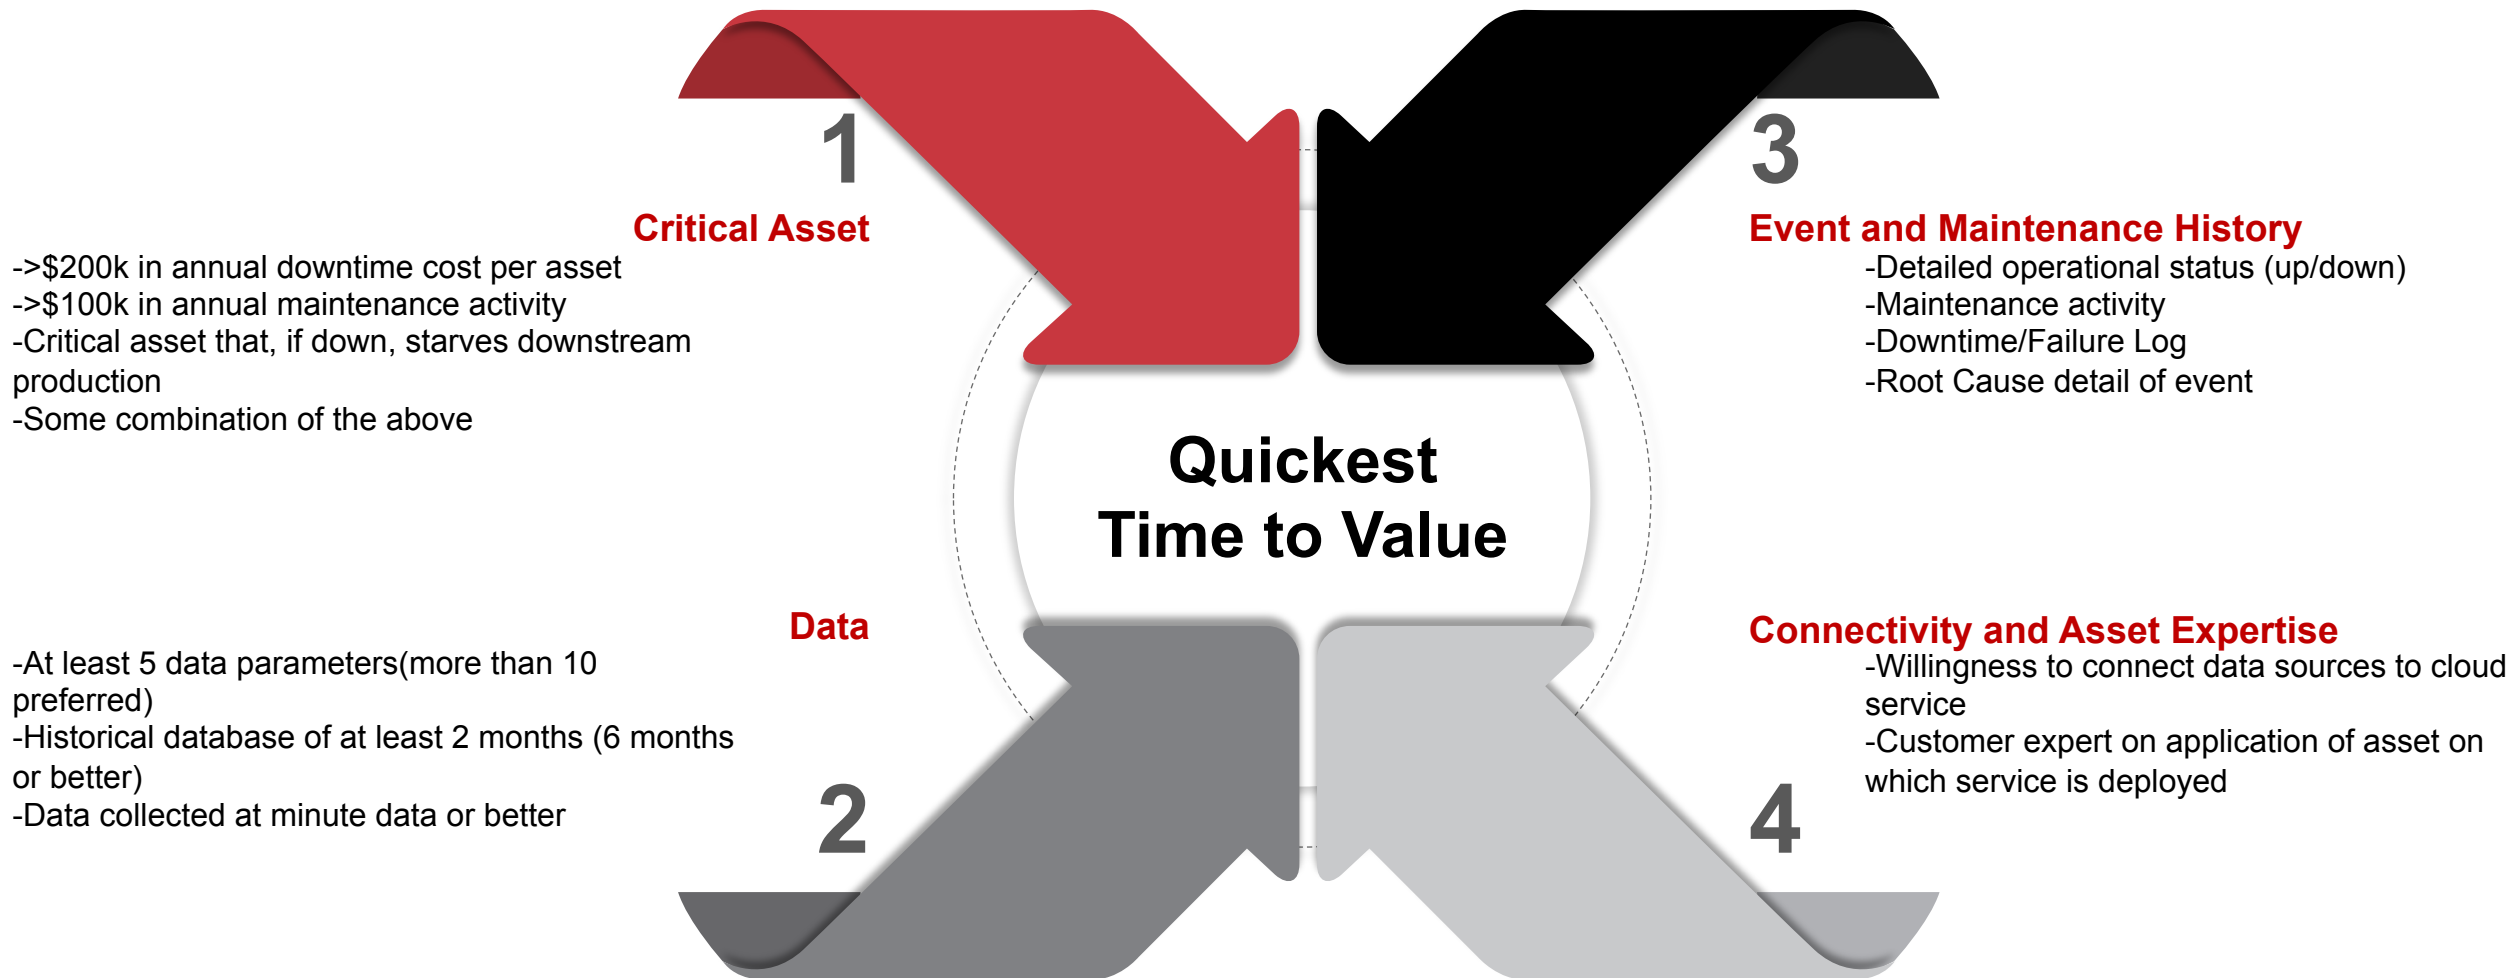 1
Critical Asset
->$200k in annual downtime cost per asset
->$100k in annual maintenance activity
-Critical asset that, if down, starves downstream
production
-Some combination of the above
2
Data
-At least 5 data parameters(more than 10
preferred)
-Historical database of at least 2 months (6 months
or better)
-Data collected at minute data or better
Quickest
Time to Value
3
Event and Maintenance History
-Detailed operational status (up/down)
-Maintenance activity
-Downtime/Failure Log
-Root Cause detail of event
4
Connectivity and Asset Expertise
-Willingness to connect data sources to cloud
service
-Customer expert on application of asset on
which service is deployed